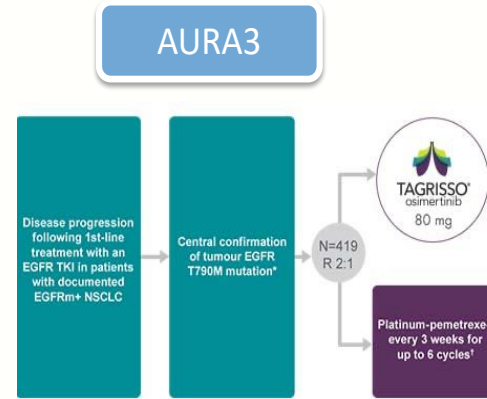 AURA3
Disease progression
following 1st-line
treatment with an
EGFR TKI in patients
with documented
EGFRm+ NSCLC
Central confirmation
of tumour EGFR
T790M mutation*
N=419
R 2:1
TAGRISSO®
osimertinib
80 mg
Platinum-pemetrexe
every 3 weeks for
up to 6 cycles†